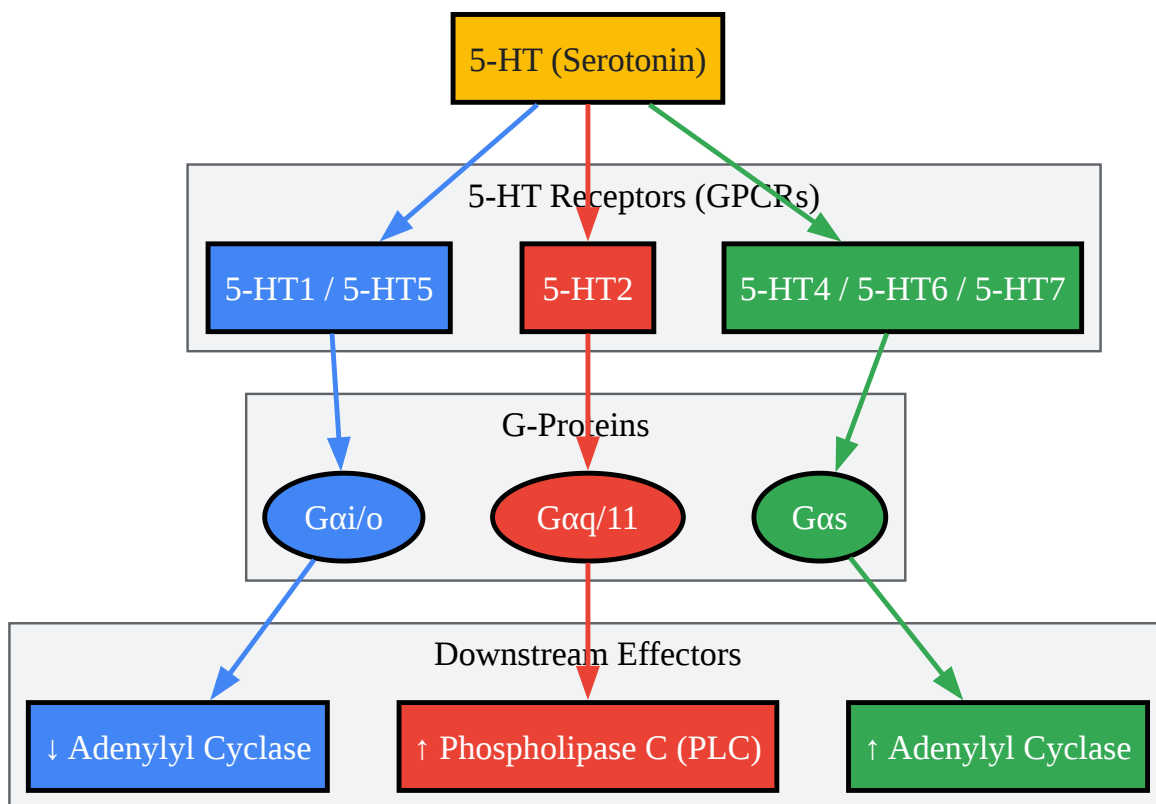 5-HT (Serotonin)
5-HT Receptors (GPCRs)
5-HT1 / 5-HT5
5-HT2
5-HT4 / 5-HT6 / 5-HT7
G-Proteins
Gαi/o
Gαq/11
Gαs
Downstream Effectors
↓ Adenylyl Cyclase
↑ Phospholipase C (PLC)
↑ Adenylyl Cyclase